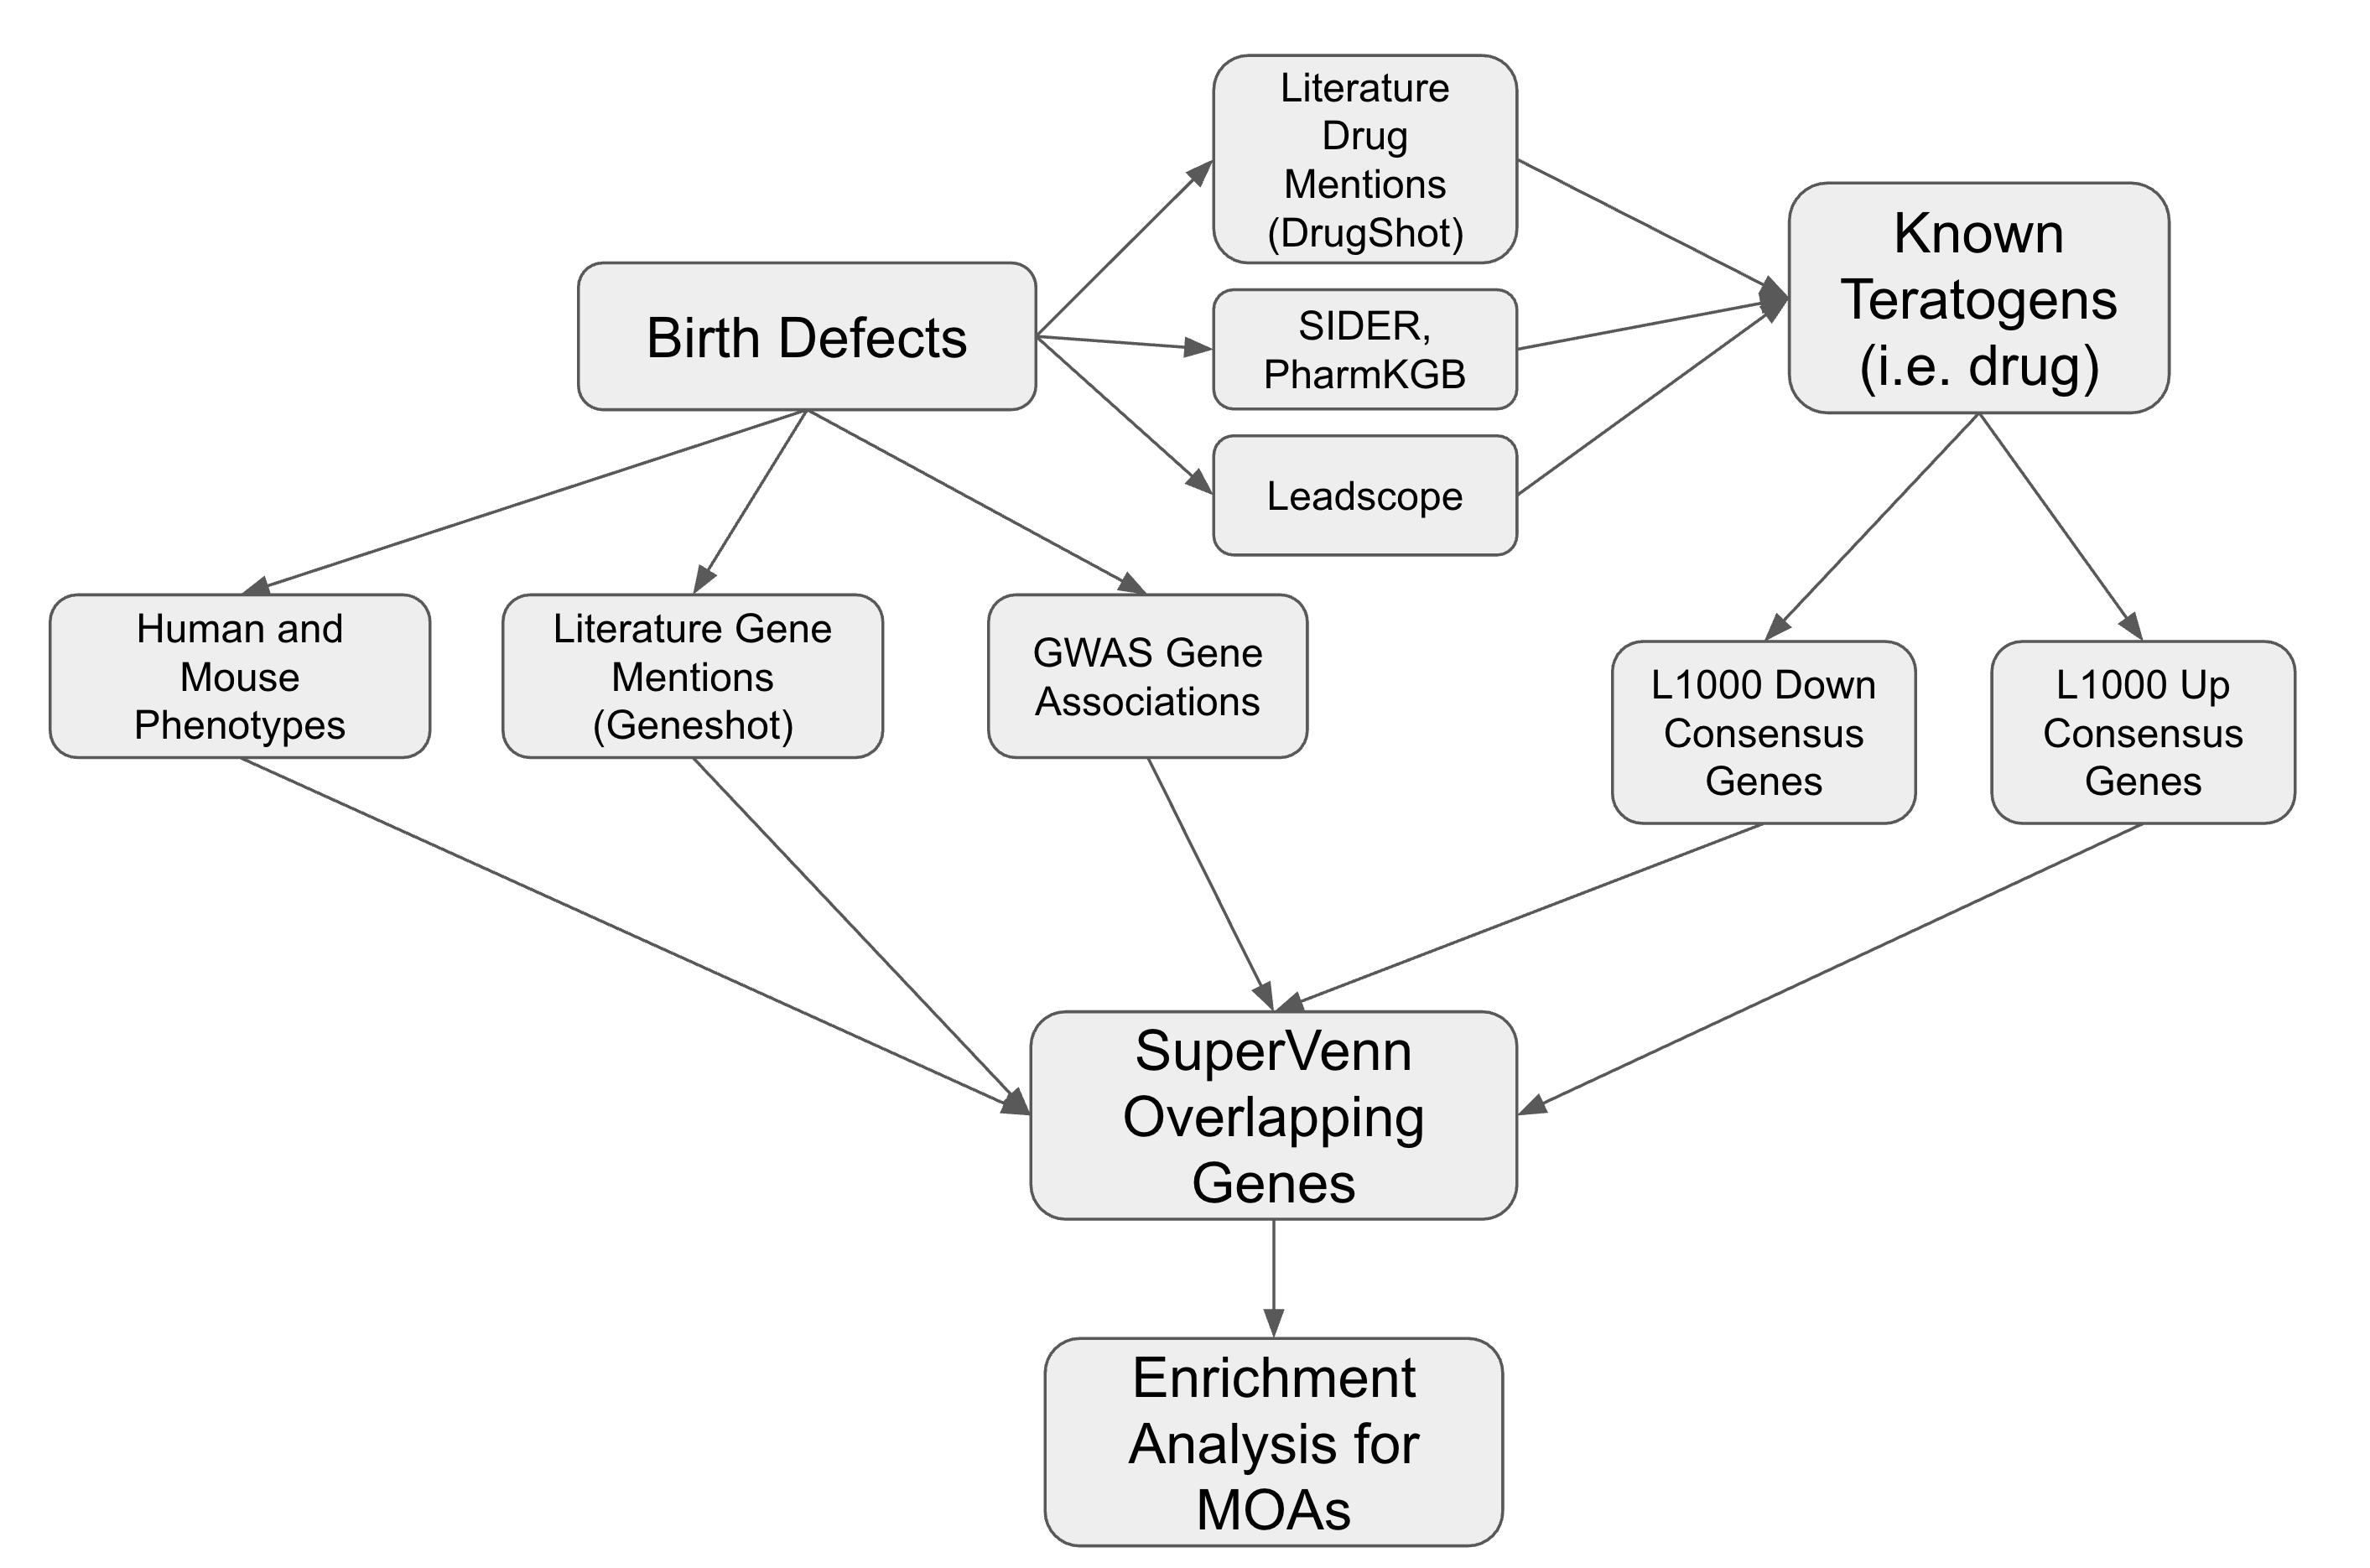 Literature
Drug
Mentions
(DrugShot)
Birth Defects
SIDER,
PharmKGB
Leadscope
Known
Teratogens
(i.e. drug)
Human and
Mouse
Phenotypes
Literature Gene
Mentions
(Geneshot)
GWAS Gene
Associations
L1000 Down
Consensus
Genes
L1000 Up
Consensus
Genes
SuperVenn
Overlapping
Genes
Enrichment
Analysis for
MOAs